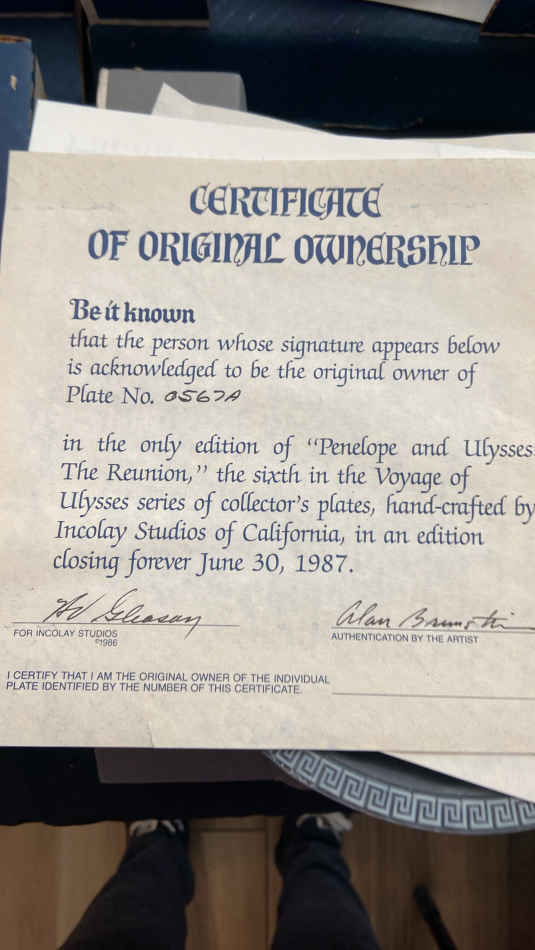 CERTIFICATE
OF ORIGINAL OWNERSHIP
Be it known
that the person whose signature appears below
is acknowledged to be the original owner of
Plate No. 0567A
in the only edition of “Penelope and Ulysses:
The Reunion,” the sixth in the Voyage of
Ulysses series of collector’s plates, hand-crafted by
Incolay Studios of California, in an edition
closing forever June 30, 1987.
FOR INCOLAY STUDIOS
©1986
Alan
AUTHENTICATION BY THE ARTIST
I CERTIFY THAT I AM THE ORIGINAL OWNER OF THE INDIVIDUAL
PLATE IDENTIFIED BY THE NUMBER OF THIS CERTIFICATE.